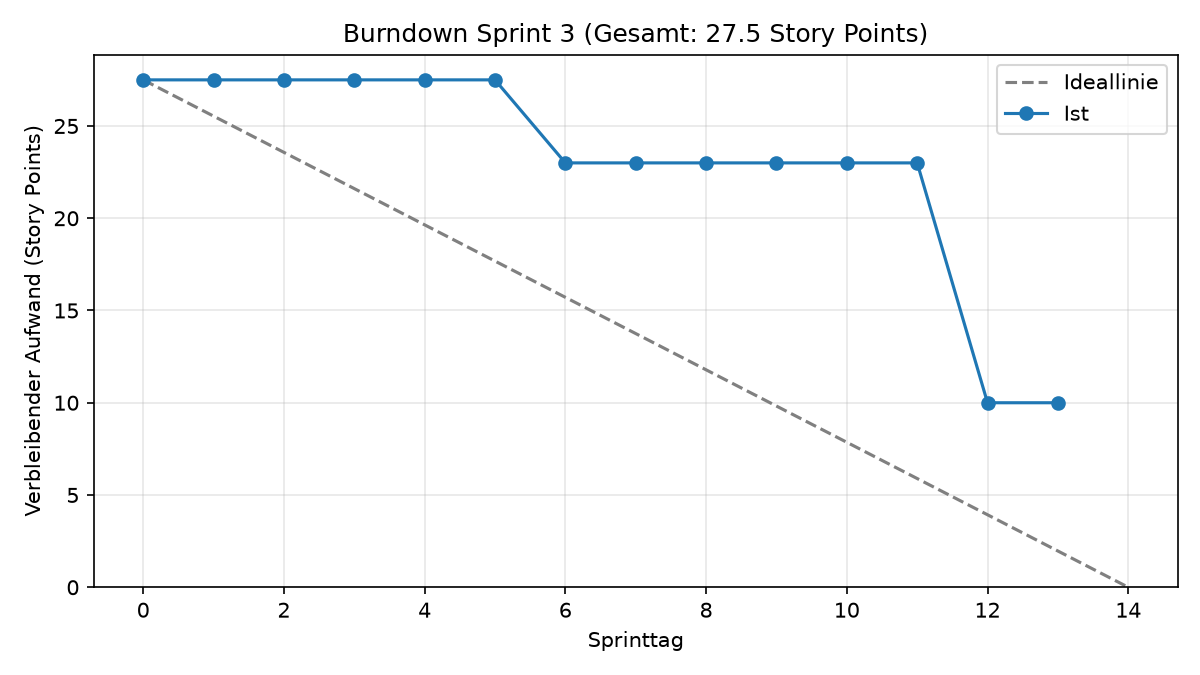 Burndown Sprint 3 (Gesamt: 27.5 Story Points)
Ideallinie
Ist
Verbleibender Aufwand (Story Points)
25
20
15
10
5
0
0 2 4 6 8 10 12 14
Sprinttag